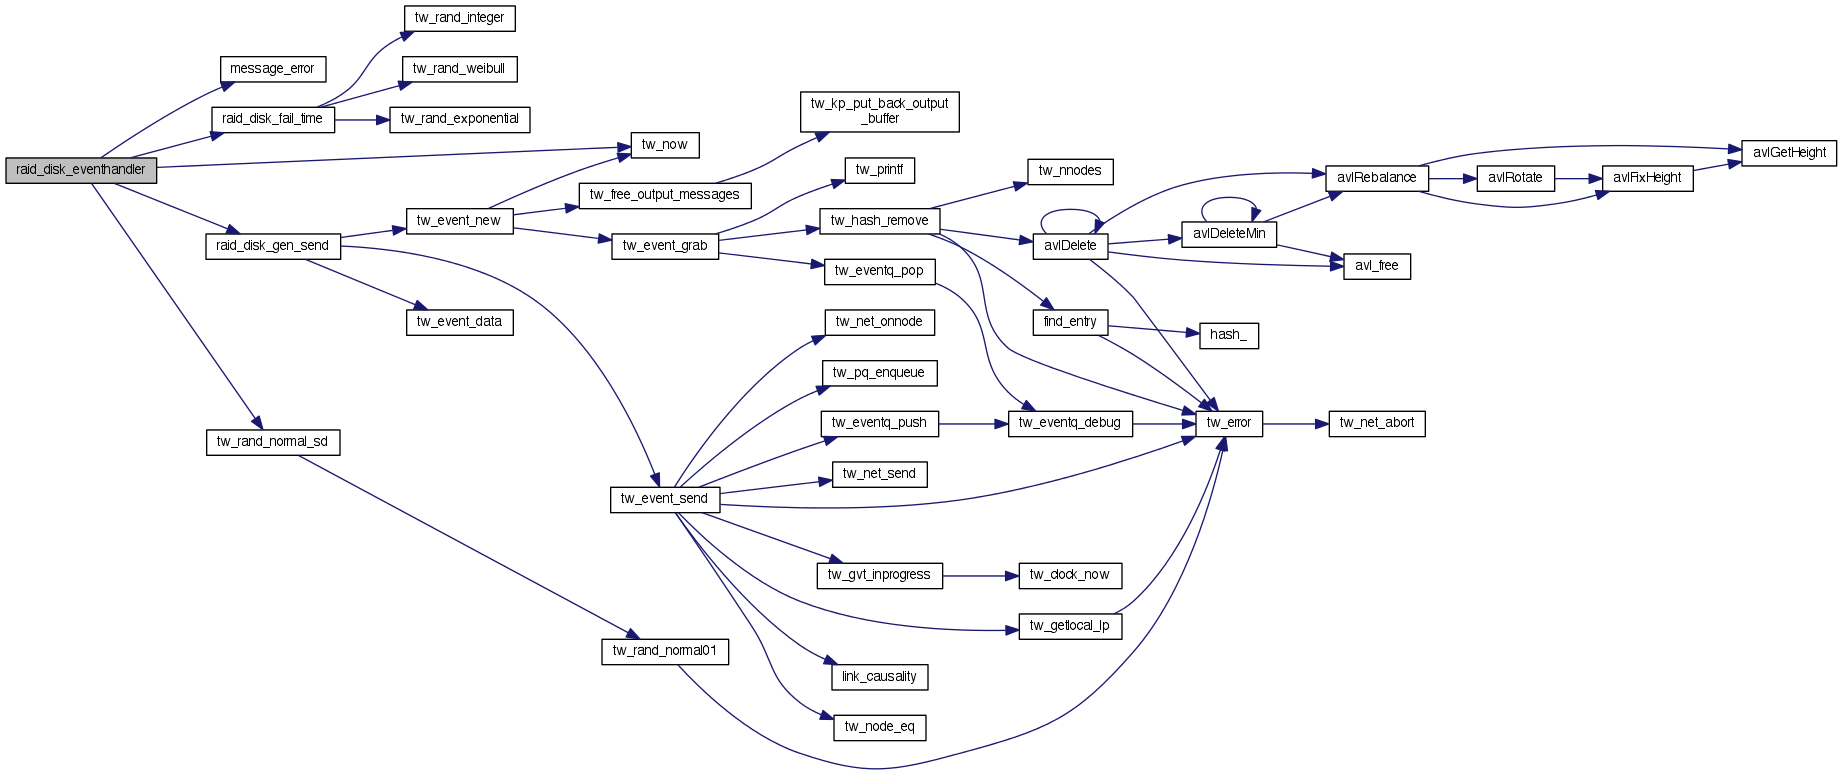 tw_rand_integer
message_error
tw_rand_weibull
raid_disk_fail_time
tw_rand_exponential
tw_kp_put_back_output
_buffer
tw_now
avlGetHeight
raid_disk_eventhandler
tw_printf
tw_nnodes
avlRebalance
avlRotate
avlFixHeight
tw_free_output_messages
tw_event_new
tw_hash_remove
avlDeleteMin
raid_disk_gen_send
tw_event_grab
avlDelete
tw_eventq_pop
avl_free
tw_event_data
tw_net_onnode
find_entry
hash_
tw_pq_enqueue
tw_eventq_push
tw_eventq_debug
tw_error
tw_net_abort
tw_rand_normal_sd
tw_net_send
tw_event_send
tw_gvt_inprogress
tw_clock_now
tw_getlocal_lp
tw_rand_normal01
link_causality
tw_node_eq